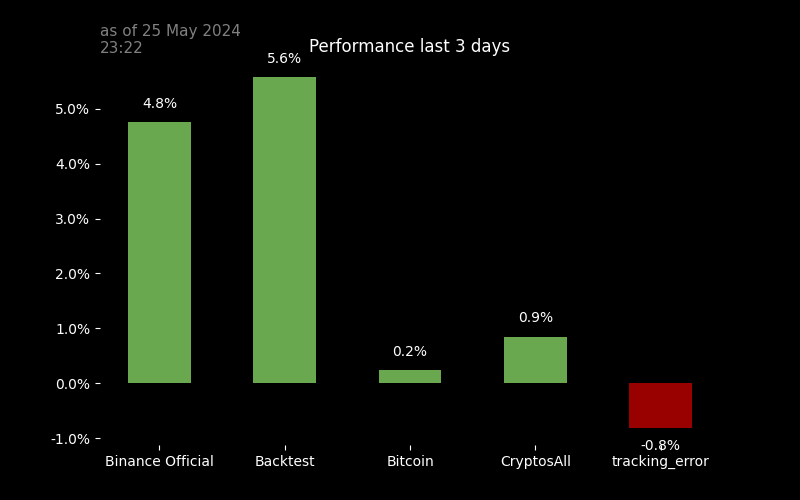 as of 25 May 2024
23:22
Performance last 3 days
5.6%
4.8%
0.9%
0.2%
-0.8%
5.0%
4.0%
3.0%
2.0%
1.0%
0.0%
-1.0%
Binance Official
Backtest
Bitcoin
CryptosAll
tracking_error